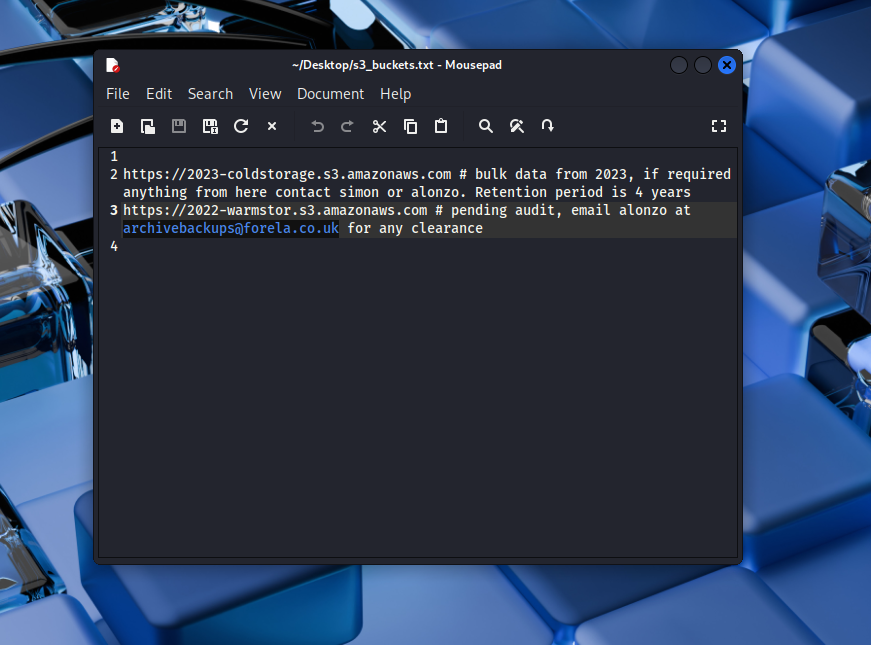 ~/Desktop/s3_buckets.txt - Mousepad
File Edit Search View Document Help
1
2 https://2023-coldstorage.s3.amazonaws.com # bulk data from 2023, if required
anything from here contact simon or alonzo. Retention period is 4 years
3 https://2022-warmstor.s3.amazonaws.com # pending audit, email alonzo at
archivebackups@forela.co.uk for any clearance
4